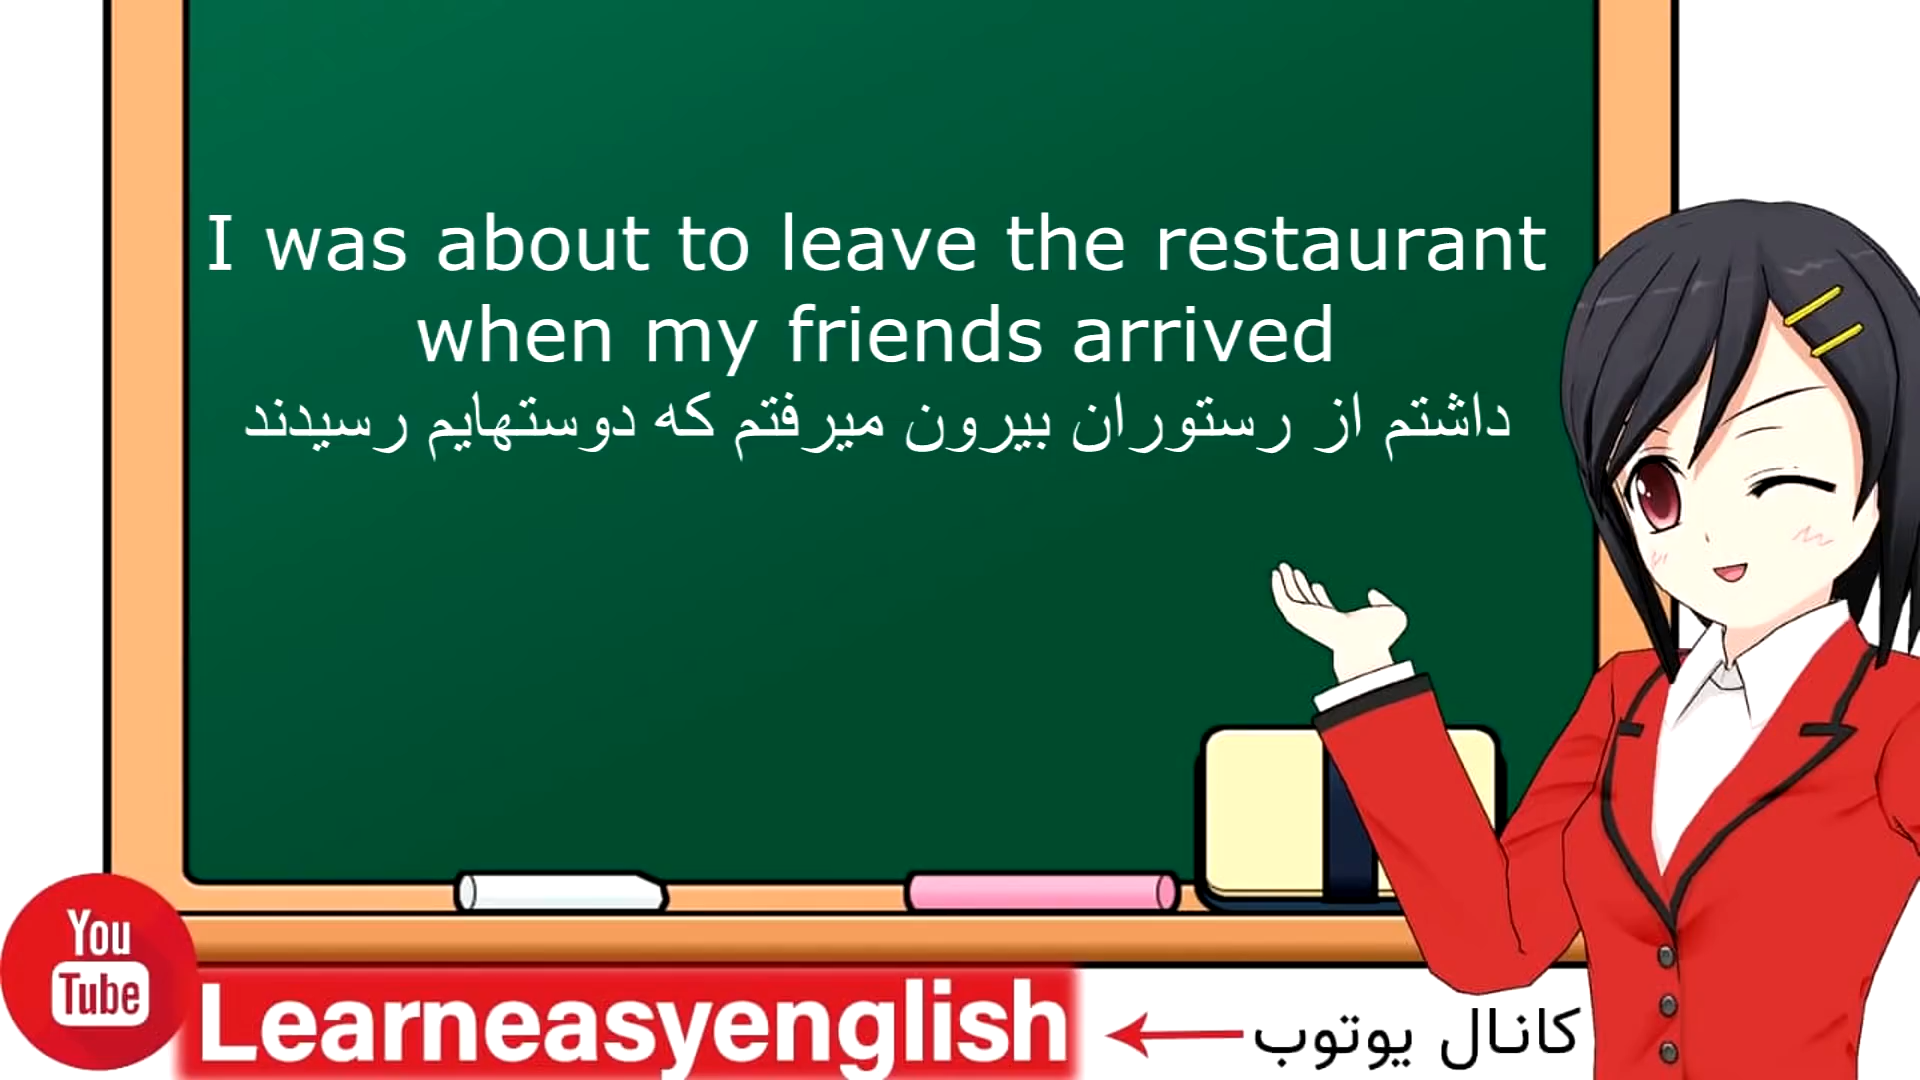 I was about to leave the restaurant
when my friends arrived
داشتم از رستوران بیرون میرفتم که دوستهایم رسیدند
You
Tube
Learneasyenglish
کانال یوتوب